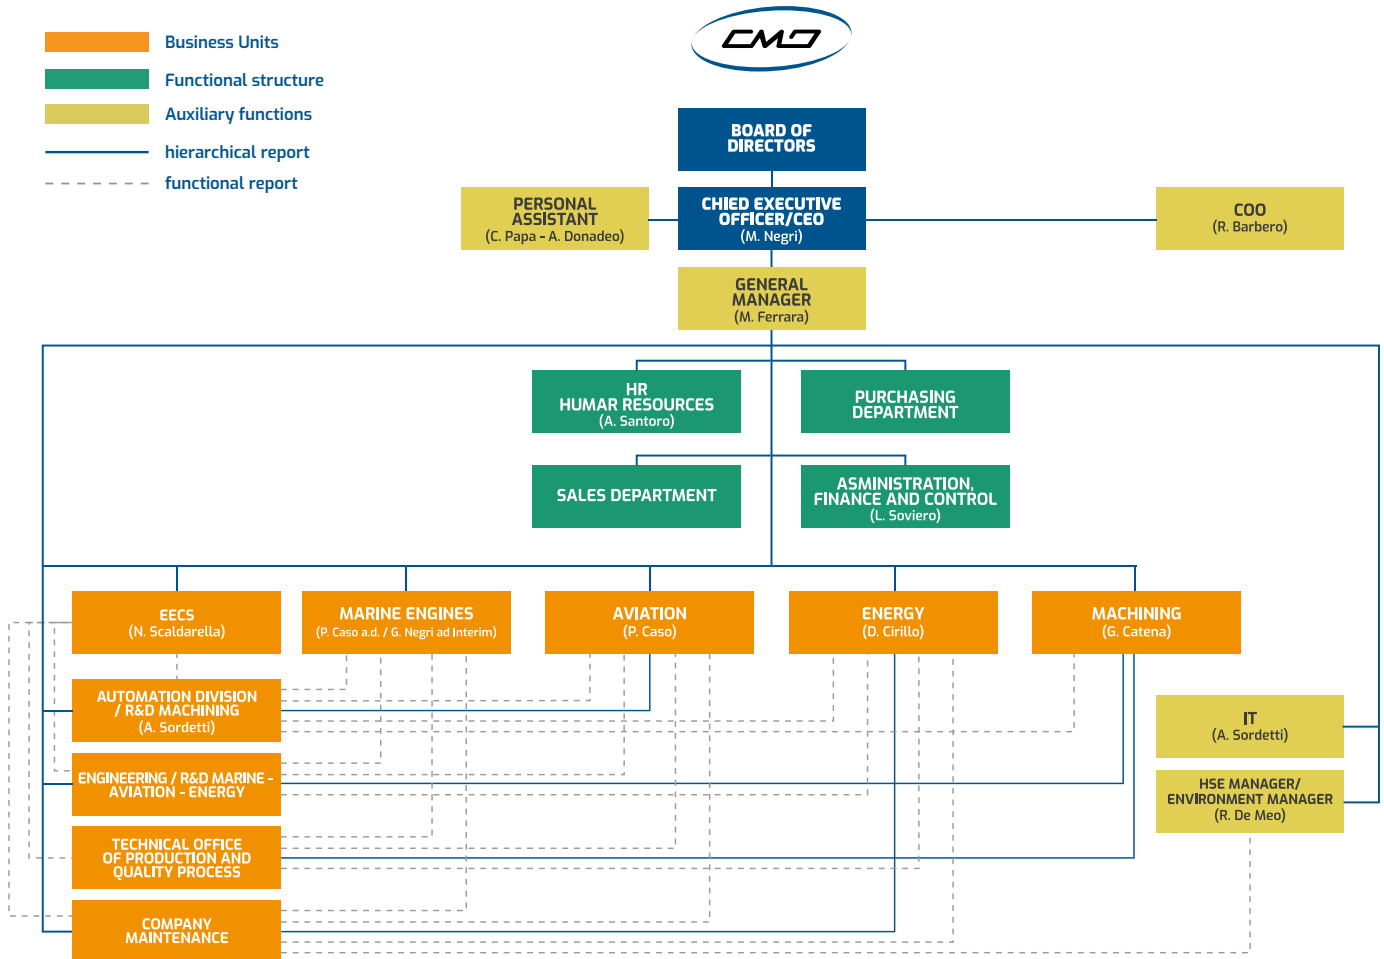 CMD
Business Units
Functional structure
Auxiliary functions
hierarchical report
functional report
BOARD OF
DIRECTORS
PERSONAL
ASSISTANT
(C. Papa - A. Donadeo)
CHIED EXECUTIVE
OFFICER/CEO
(M. Negri)
COO
(R. Barbero)
GENERAL
MANAGER
(M. Ferrara)
HR
HUMAR RESOURCES
(A. Santoro)
PURCHASING
DEPARTMENT
SALES DEPARTMENT
ASMINISTRATION,
FINANCE AND CONTROL
(L. Soviero)
EECS
(N. Scaldarella)
MARINE ENGINES
(P. Caso a.d. / G. Negri ad Interim)
AVIATION
(P. Caso)
ENERGY
(D. Cirillo)
MACHINING
(G. Catena)
AUTOMATION DIVISION
/ R&D MACHINING
(A. Sordetti)
IT
(A. Sordetti)
ENGINEERING / R&D MARINE -
AVIATION - ENERGY
HSE MANAGER/
ENVIRONMENT MANAGER
(R. De Meo)
TECHNICAL OFFICE
OF PRODUCTION AND
QUALITY PROCESS
COMPANY
MAINTENANCE